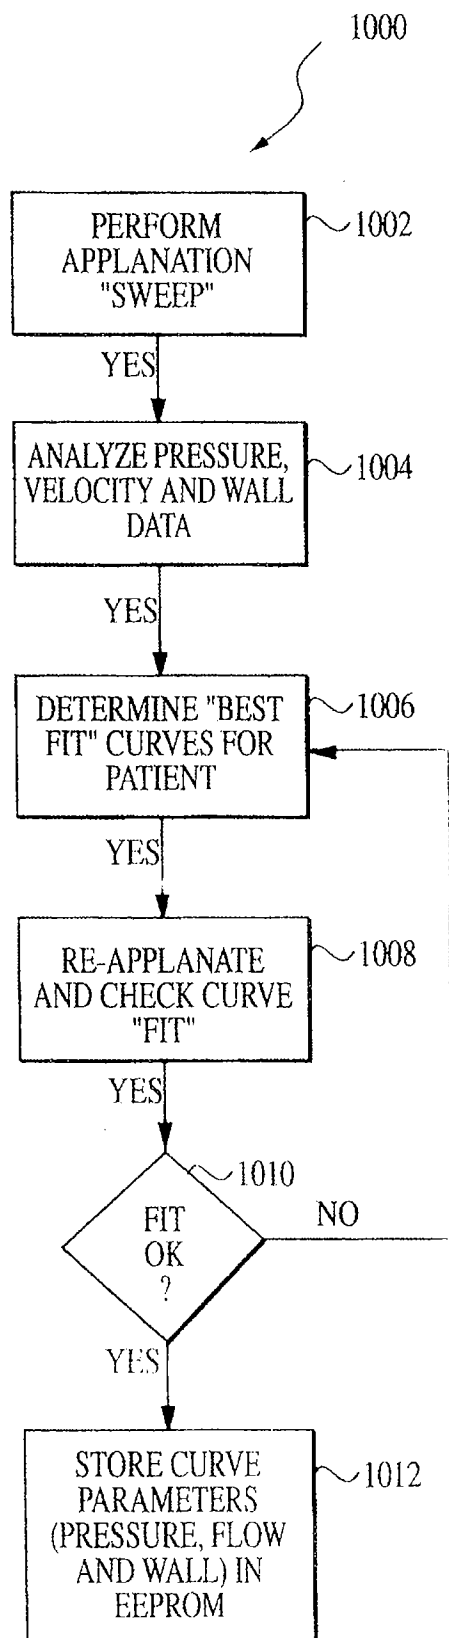 1000
PERFORM
APPLANATION
"SWEEP"
1002
YES
ANALYZE PRESSURE,
VELOCITY AND WALL
DATA
1004
YES
DETERMINE "BEST
FIT" CURVES FOR
PATIENT
1006
YES
RE-APPLANATE
AND CHECK CURVE
"FIT"
1008
YES
1010
FIT
OK
?
NO
YES
STORE CURVE
PARAMETERS
(PRESSURE, FLOW
AND WALL) IN
EEPROM
1012